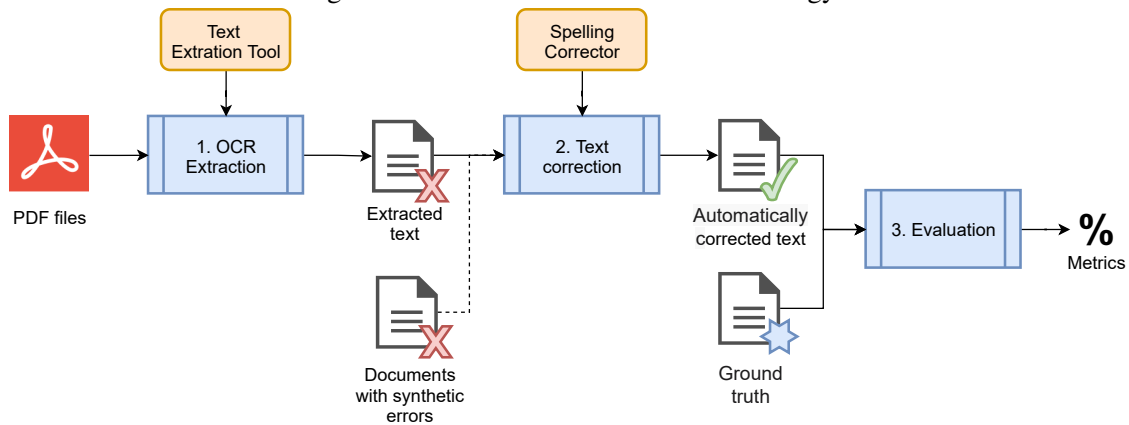 Text
Extration Tool
Spelling
Corrector
1. OCR
Extraction
2. Text
correction
PDF files
Extracted
text
Automatically
corrected text
3. Evaluation
%
Metrics
Documents
with synthetic
errors
Ground
truth